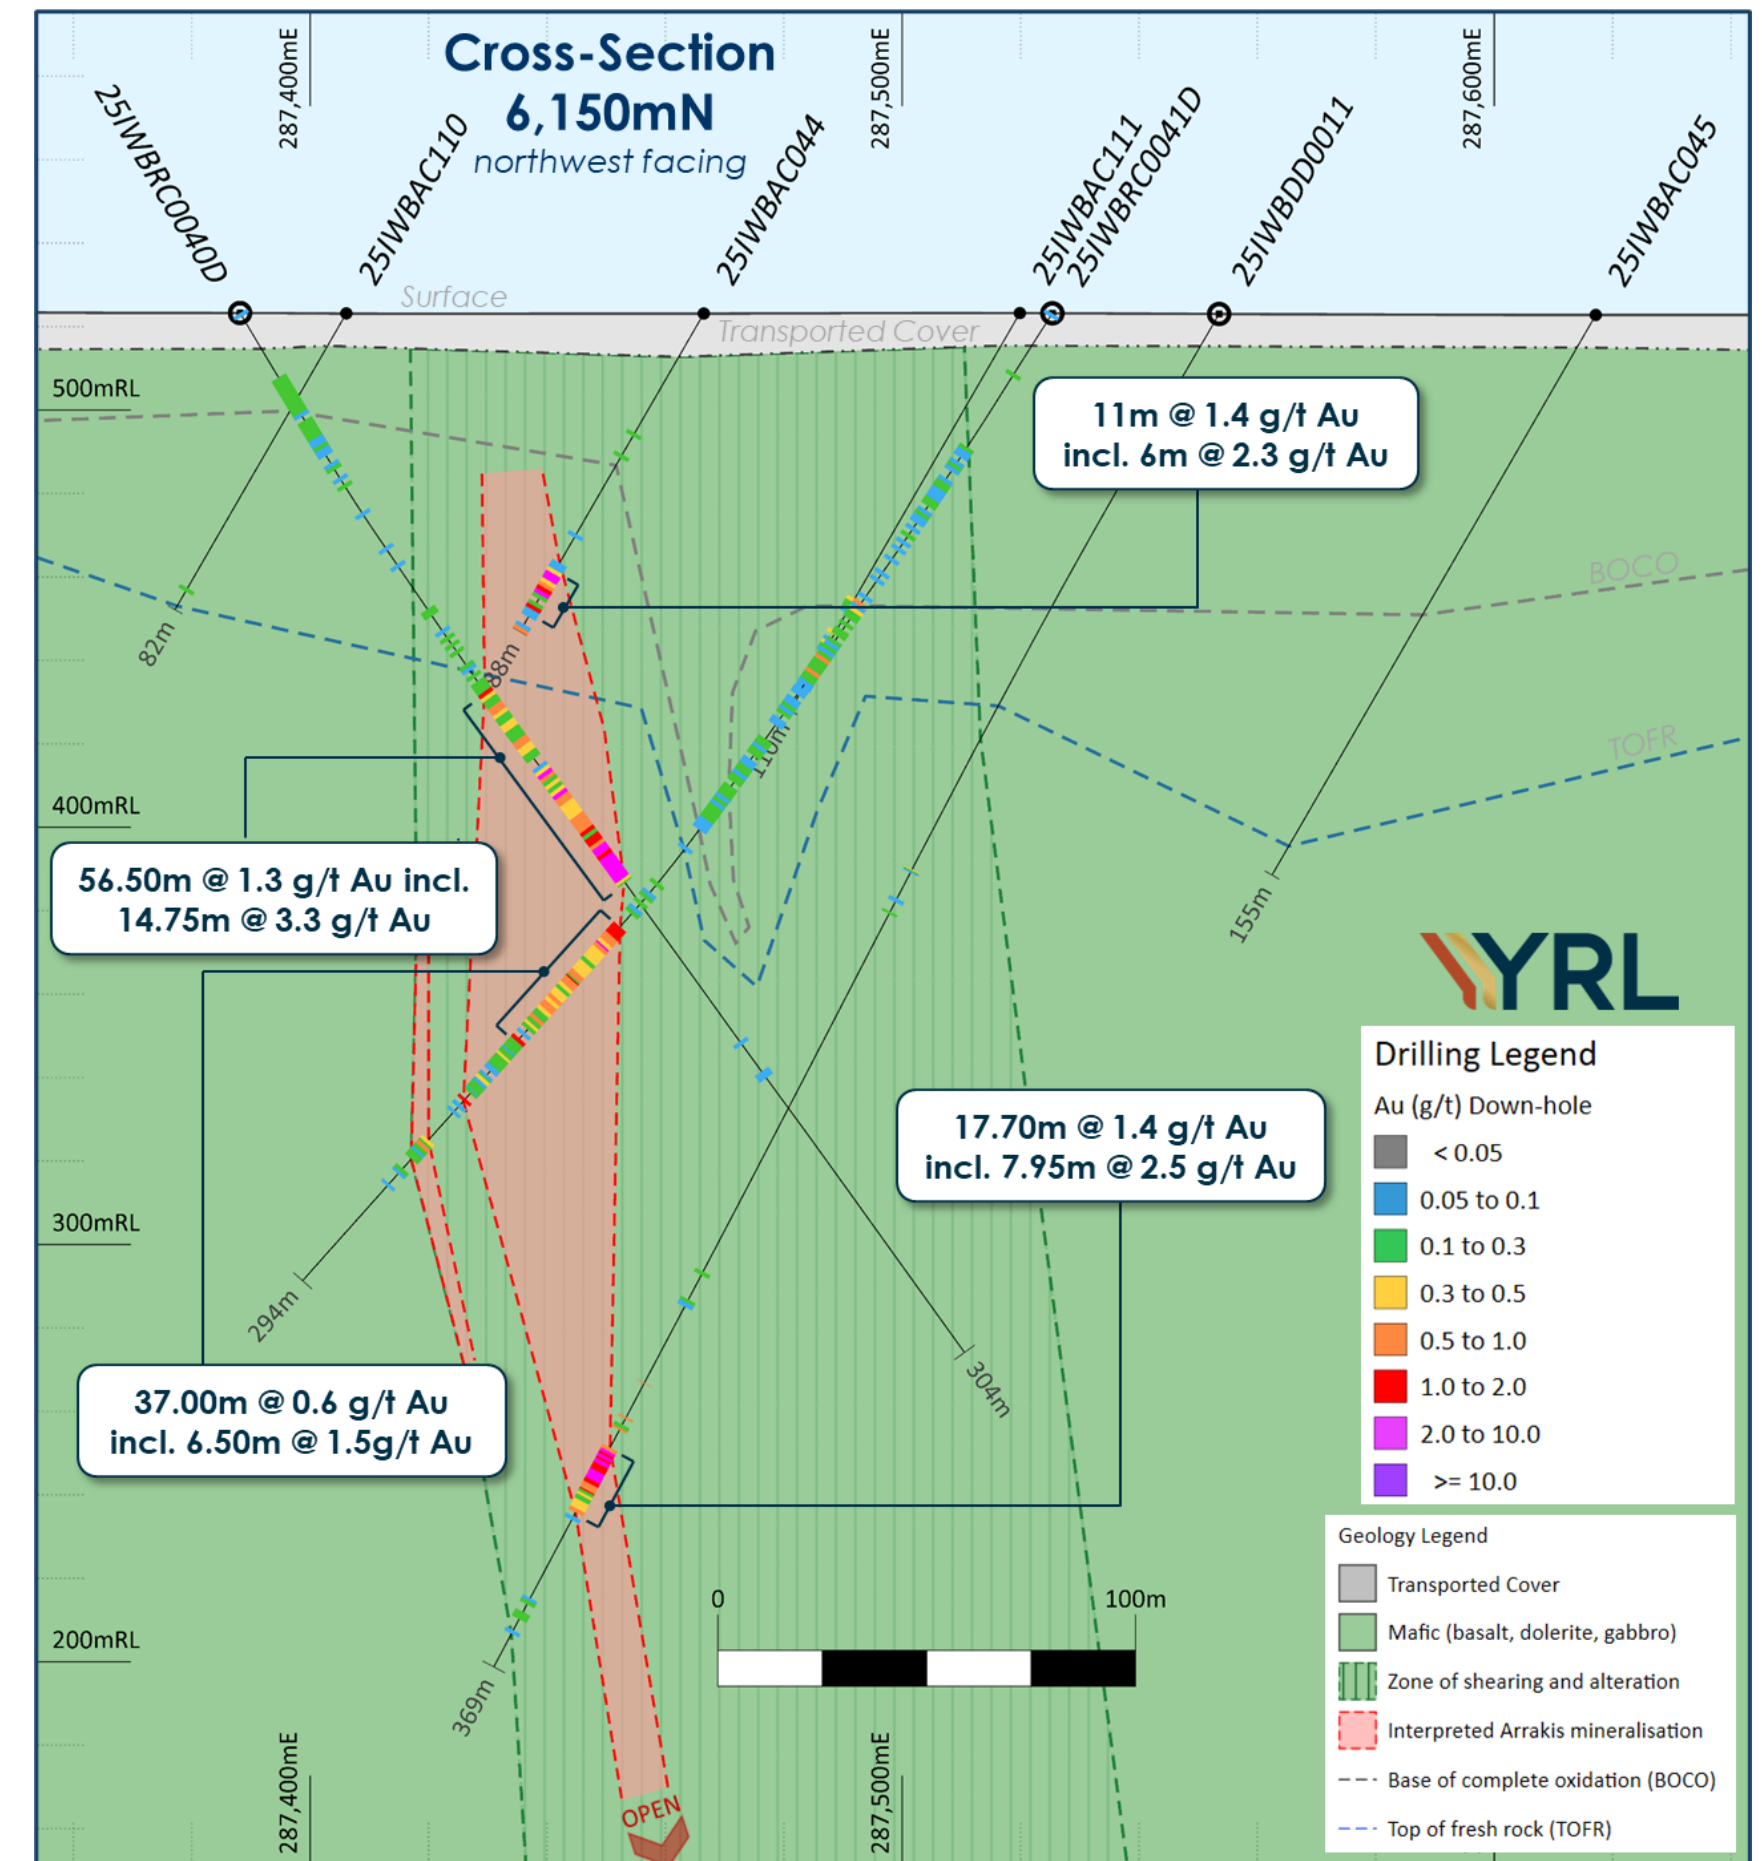 Cross-Section
6,150mN
northwest facing
287,400mE
287,500mE
287,600mE
25IWBRC0040D
25IWBAC110
25IWBAC044
25IWBAC111
25IWBRC0041D
25IWBDD0011
25IWBAC045
Surface
Transported Cover
500mRL
11m @ 1.4 g/t Au
incl. 6m @ 2.3 g/t Au
BOCO
82m
88m
110m
TOFR
400mRL
56.50m @ 1.3 g/t Au incl.
14.75m @ 3.3 g/t Au
155m
YRL
Drilling Legend
Au (g/t) Down-hole
< 0.05
0.05 to 0.1
0.1 to 0.3
0.3 to 0.5
0.5 to 1.0
1.0 to 2.0
2.0 to 10.0
>= 10.0
17.70m @ 1.4 g/t Au
incl. 7.95m @ 2.5 g/t Au
300mRL
294m
304m
37.00m @ 0.6 g/t Au
incl. 6.50m @ 1.5g/t Au
Geology Legend
Transported Cover
Mafic (basalt, dolerite, gabbro)
Zone of shearing and alteration
Interpreted Arrakis mineralisation
Base of complete oxidation (BOCO)
Top of fresh rock (TOFR)
0
100m
200mRL
369m
287,400mE
287,500mE
OPEN